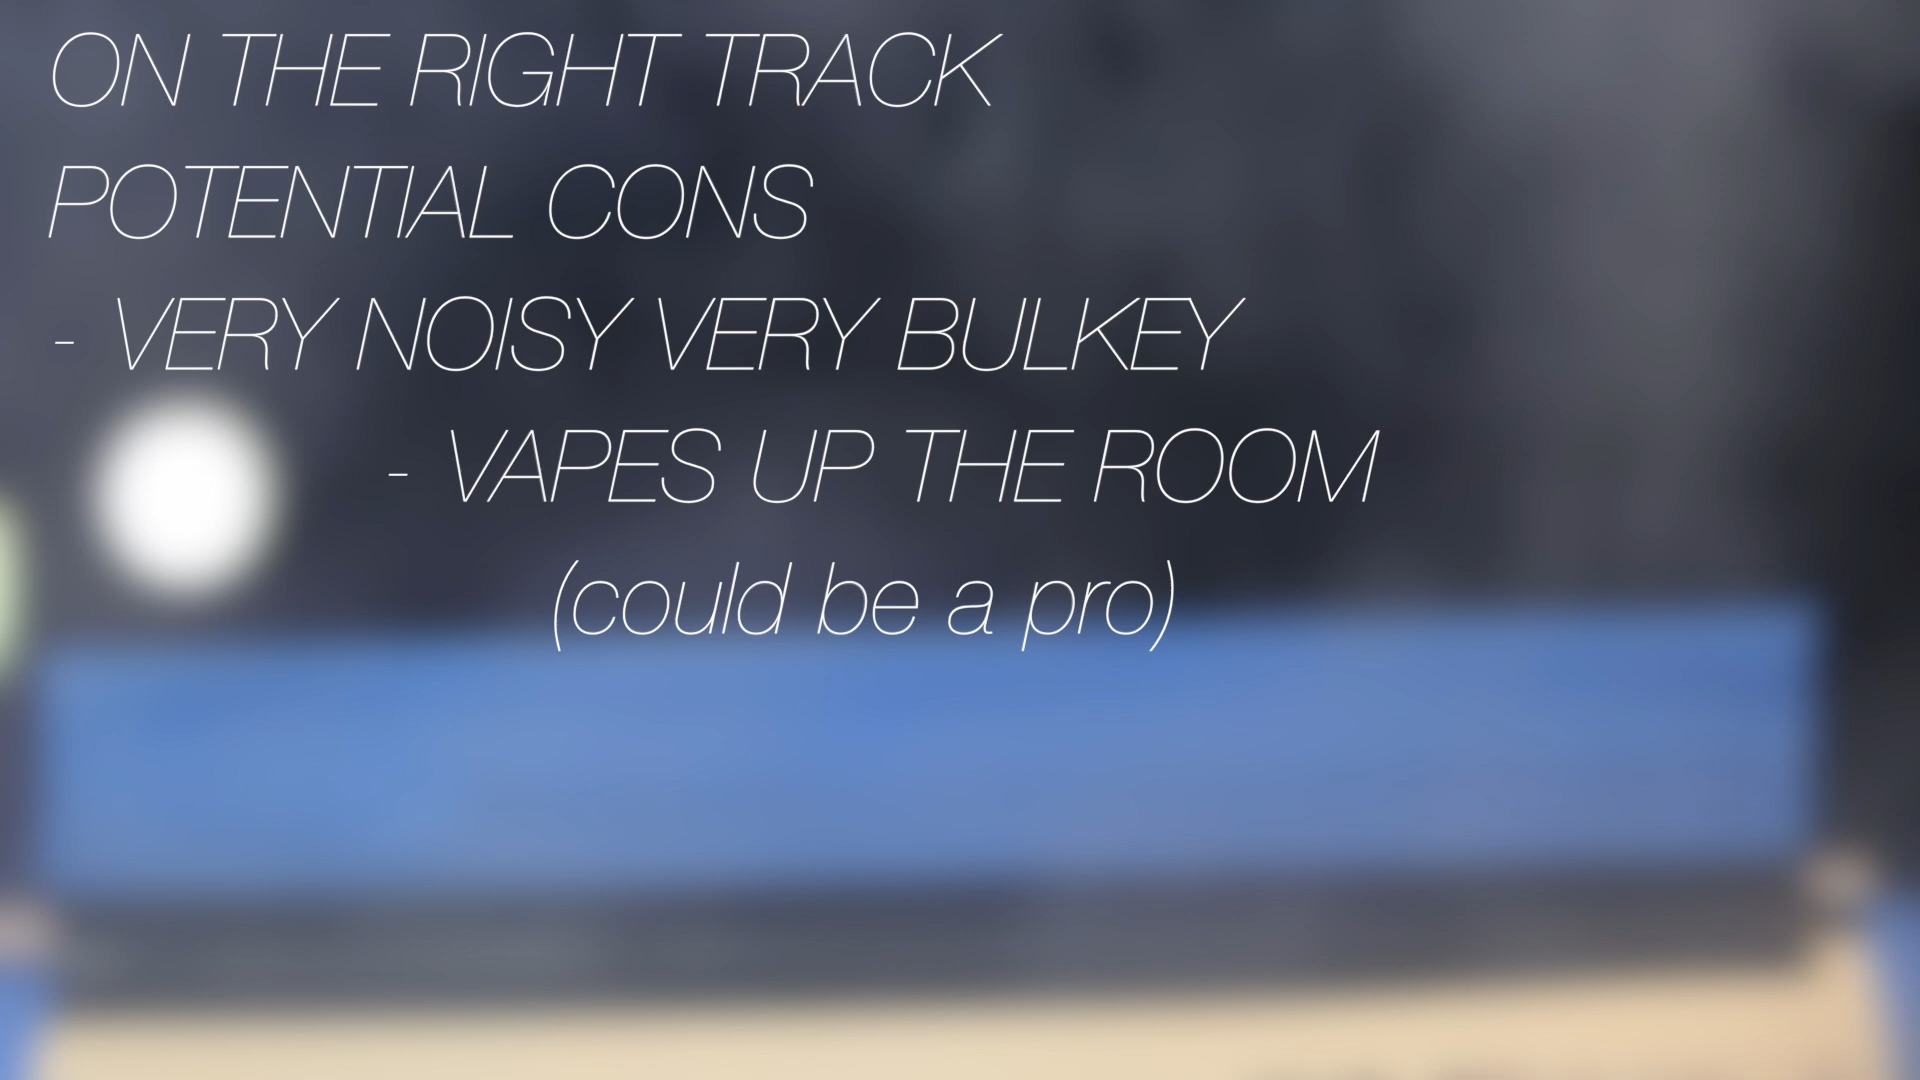 ON THE RIGHT TRACK
POTENTIAL CONS
- VERY NOISY VERY BULKEY
- VAPES UP THE ROOM
(could be a pro)